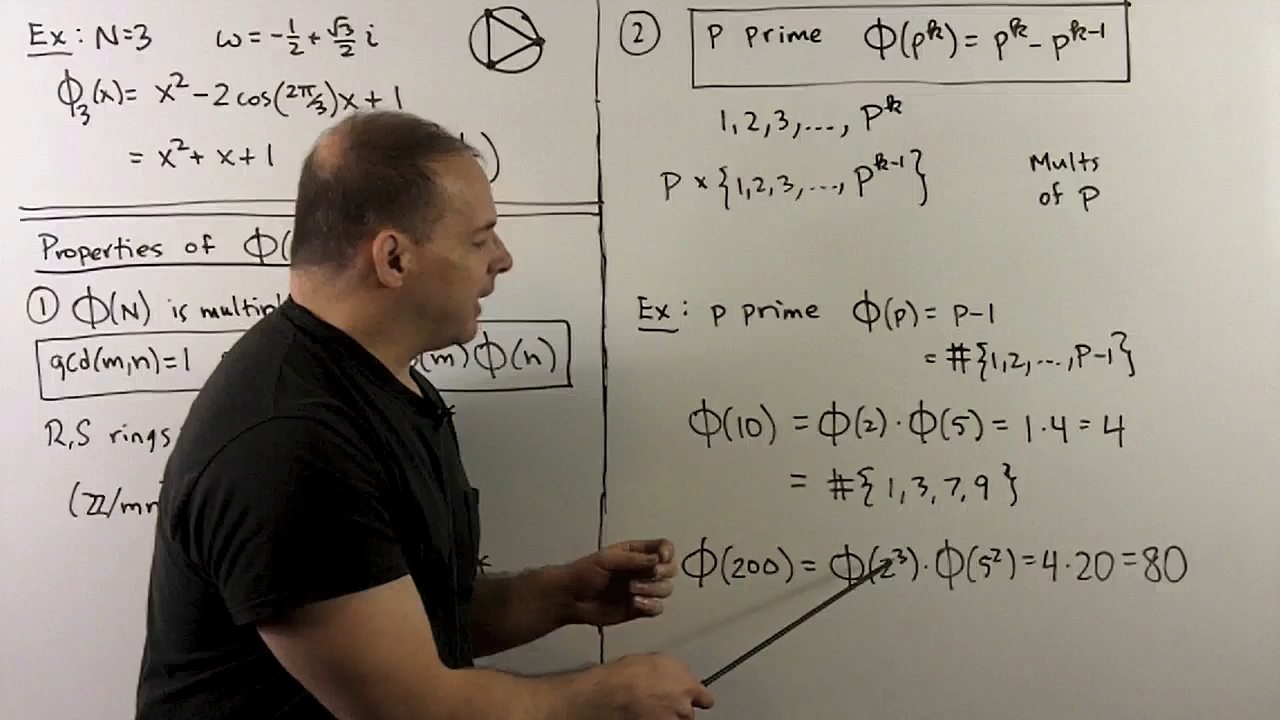 Ex: N=3 ω = -1/2 + √3/2 i
Φ₃(x) = x² - 2 cos(2π/3)x + 1
= x² + x + 1 )
Properties of Φ(
① Φ(N) is
gcd(m,n)=1 (m)Φ(n)
R,S rings
(ℤ/mn
② p prime Φ(p^k) = p^k - p^(k-1)
1, 2, 3, ..., p^k
p × {1, 2, 3, ..., p^(k-1)} Mults
of p
Ex: p prime Φ(p) = p-1
= #{1, 2, ..., p-1}
Φ(10) = Φ(2)·Φ(5) = 1·4 = 4
= #{1, 3, 7, 9}
Φ(200) = Φ(2³)·Φ(5²) = 4·20 = 80